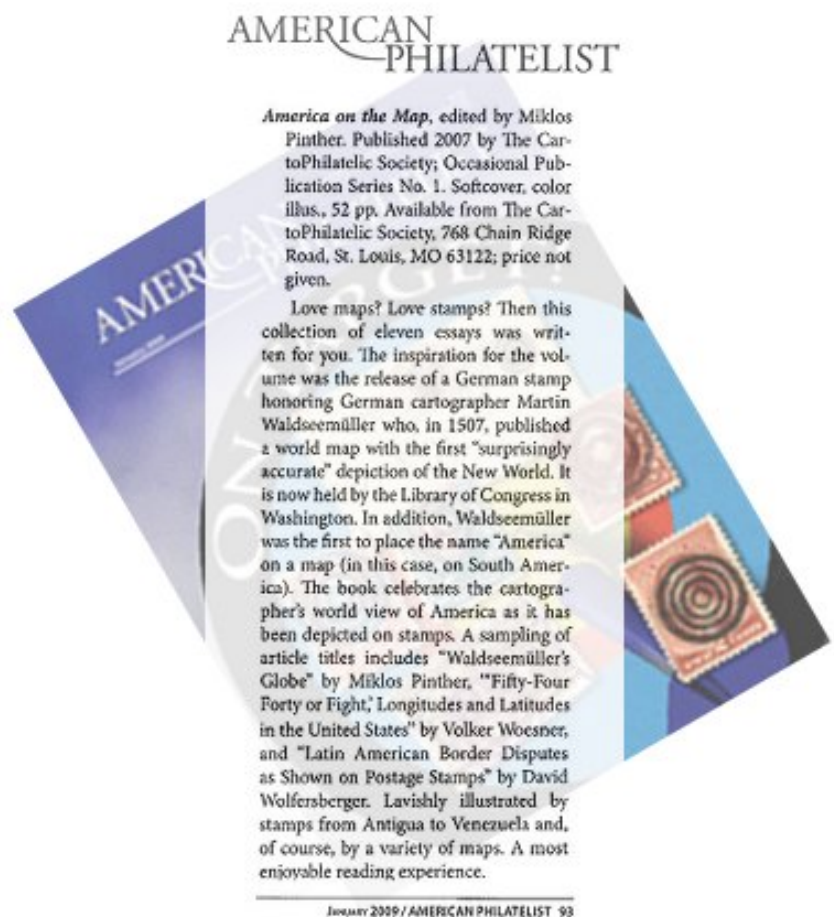 AMERICAN
PHILATELIST
America on the Map, edited by Miklos
Pinther. Published 2007 by The Car-
toPhilatelic Society; Occasional Pub-
lication Series No. 1. Softcover, color
illus., 52 pp. Available from The Car-
toPhilatelic Society, 768 Chain Ridge
Road, St. Louis, MO 63122; price not
given.
Love maps? Love stamps? Then this
collection of eleven essays was writ-
ten for you. The inspiration for the vol-
ume was the release of a German stamp
honoring German cartographer Martin
Waldseemüller who, in 1507, published
a world map with the first "surprisingly
accurate" depiction of the New World. It
is now held by the Library of Congress in
Washington. In addition, Waldseemüller
was the first to place the name "America"
on a map (in this case, on South Amer-
ica). The book celebrates the cartogra-
pher's world view of America as it has
been depicted on stamps. A sampling of
article titles includes "Waldseemüller's
Globe" by Miklos Pinther, "'Fifty-Four
Forty or Fight,' Longitudes and Latitudes
in the United States" by Volker Woesner,
and "Latin American Border Disputes
as Shown on Postage Stamps" by David
Wolfersberger. Lavishly illustrated by
stamps from Antigua to Venezuela and,
of course, by a variety of maps. A most
enjoyable reading experience.
JANUARY 2009 / AMERICAN PHILATELIST 93
AMERICAN
PHILATELIST
ON TARGET!